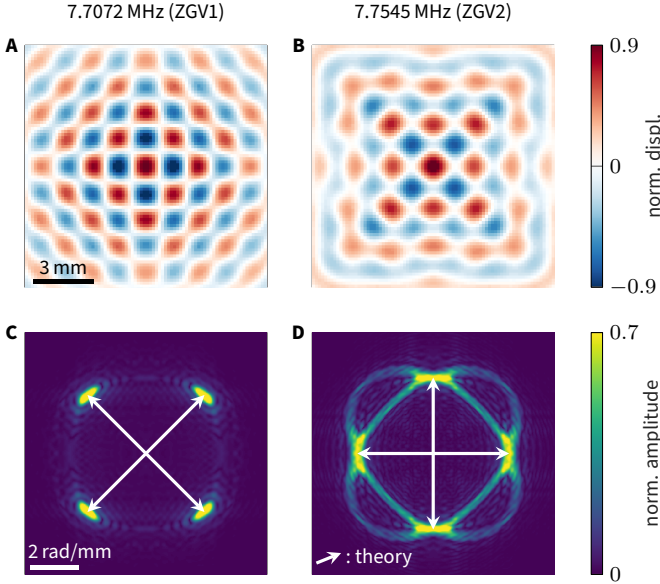 7.7072 MHz (ZGV1)
7.7545 MHz (ZGV2)
A
B
0.9
0
−0.9
norm. displ.
3 mm
C
D
0.7
0
norm. amplitude
2 rad/mm
: theory